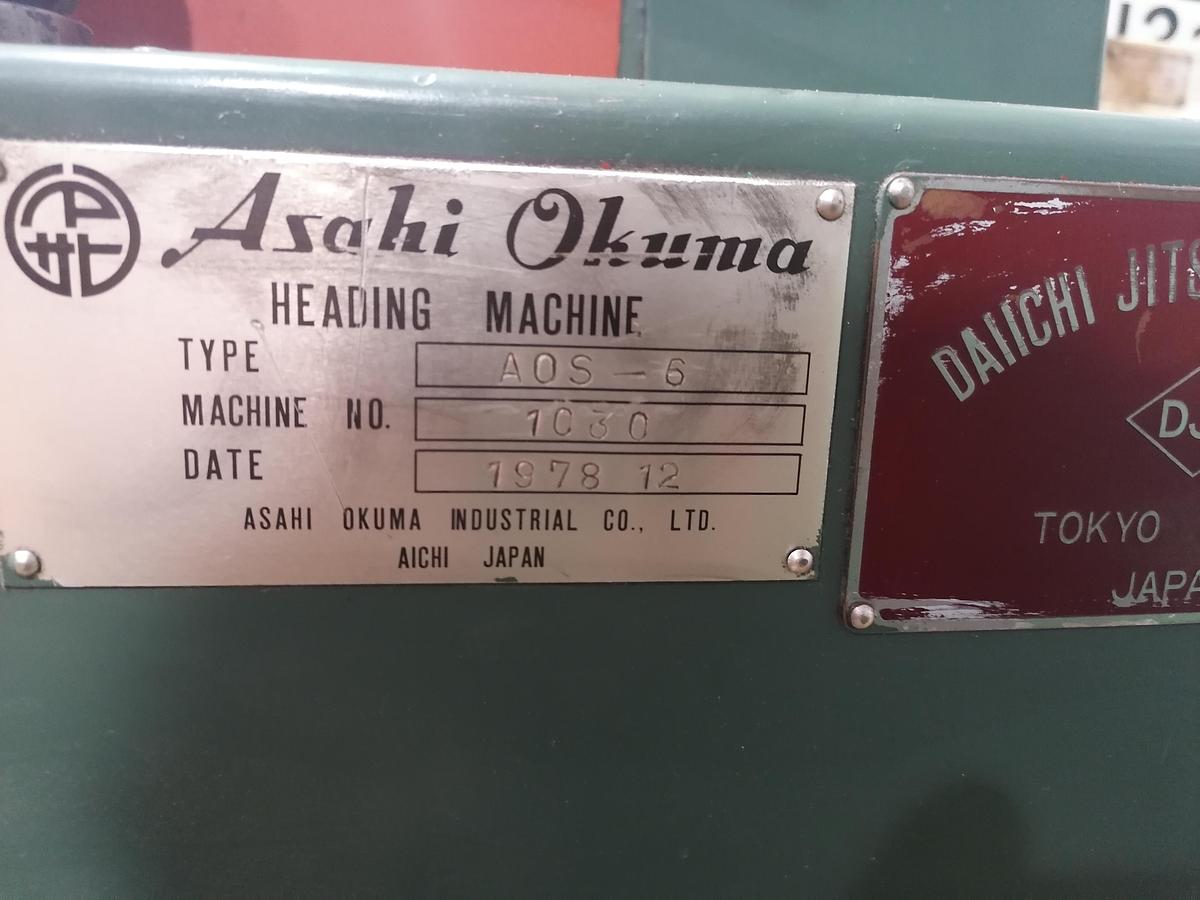 Asahi Okuma
HEADING MACHINE
TYPE AOS-6
MACHINE NO. 1030
DATE 1978 12
ASAHI OKUMA INDUSTRIAL CO., LTD.
AICHI JAPAN
DAIICHI
DJ
TOKYO